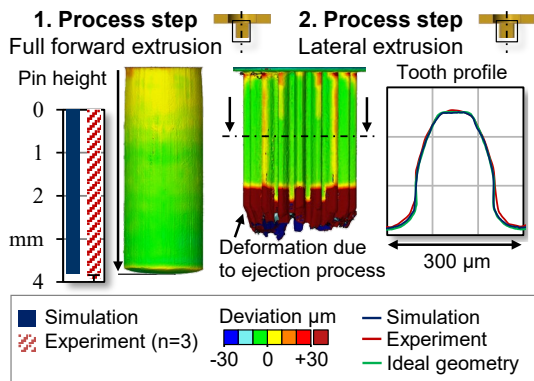 1. Process step
Full forward extrusion
2. Process step
Lateral extrusion
Pin height
0
1
2
mm
4
Deformation due
to ejection process
Tooth profile
300 µm
Simulation
Experiment (n=3)
Deviation µm
-30 0 +30
Simulation
Experiment
Ideal geometry